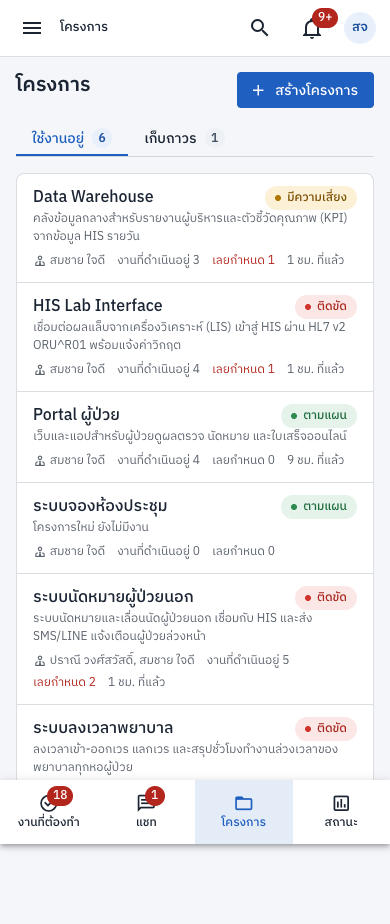 โครงการ
9+
สจ
โครงการ
+ สร้างโครงการ
ใช้งานอยู่ 6
เก็บถาวร 1
Data Warehouse
มีความเสี่ยง
คลังข้อมูลกลางสำหรับรายงานผู้บริหารและตัวชี้วัดคุณภาพ (KPI)
จากข้อมูล HIS รายวัน
สมชาย ใจดี งานที่ดำเนินอยู่ 3 เลยกำหนด 1 1 ชม. ที่แล้ว
HIS Lab Interface
ติดขัด
เชื่อมต่อผลแล็บจากเครื่องวิเคราะห์ (LIS) เข้าสู่ HIS ผ่าน HL7 v2
ORU^R01 พร้อมแจ้งค่าวิกฤต
สมชาย ใจดี งานที่ดำเนินอยู่ 4 เลยกำหนด 1 1 ชม. ที่แล้ว
Portal ผู้ป่วย
ตามแผน
เว็บและแอปสำหรับผู้ป่วยดูผลตรวจ นัดหมาย และใบเสร็จออนไลน์
สมชาย ใจดี งานที่ดำเนินอยู่ 4 เลยกำหนด 0 9 ชม. ที่แล้ว
ระบบจองห้องประชุม
ตามแผน
โครงการใหม่ ยังไม่มีงาน
สมชาย ใจดี งานที่ดำเนินอยู่ 0 เลยกำหนด 0
ระบบนัดหมายผู้ป่วยนอก
ติดขัด
ระบบนัดหมายและเลื่อนนัดผู้ป่วยนอก เชื่อมกับ HIS และส่ง
SMS/LINE แจ้งเตือนผู้ป่วยล่วงหน้า
ปราณี วงศ์สวัสดิ์, สมชาย ใจดี งานที่ดำเนินอยู่ 5
เลยกำหนด 2 1 ชม. ที่แล้ว
ระบบลงเวลาพยาบาล
ติดขัด
ลงเวลาเข้า-ออกเวร แลกเวร และสรุปชั่วโมงทำงานล่วงเวลาของ
พยาบาลทุกหอผู้ป่วย
18
1
งานที่ต้องทำ
แชท
โครงการ
สถานะ